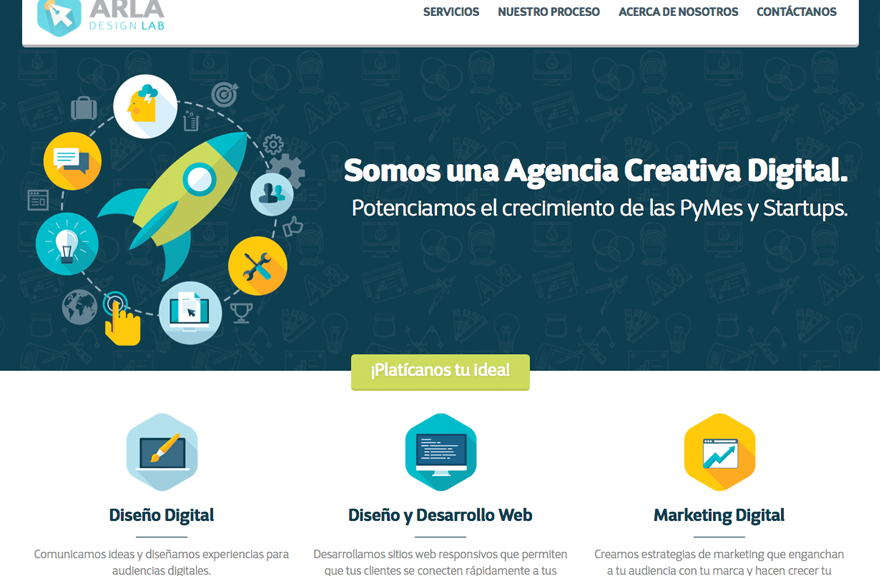 ARLA
DESIGN LAB
SERVICIOS NUESTRO PROCESO ACERCA DE NOSOTROS CONTÁCTANOS
Somos una Agencia Creativa Digital.
Potenciamos el crecimiento de las PyMes y Startups.
¡Platícanos tu idea!
Diseño Digital
Diseño y Desarrollo Web
Marketing Digital
Comunicamos ideas y diseñamos experiencias para
audiencias digitales.
Desarrollamos sitios web responsivos que permiten
que tus clientes se conecten rápidamente a tus
Creamos estrategias de marketing que enganchan
a tu audiencia con tu marca y hacen crecer tu